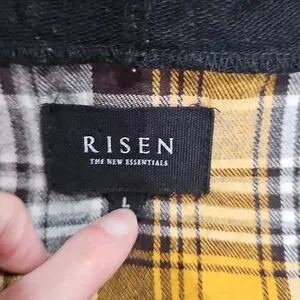 RISEN
THE NEW ESSENTIALS
L